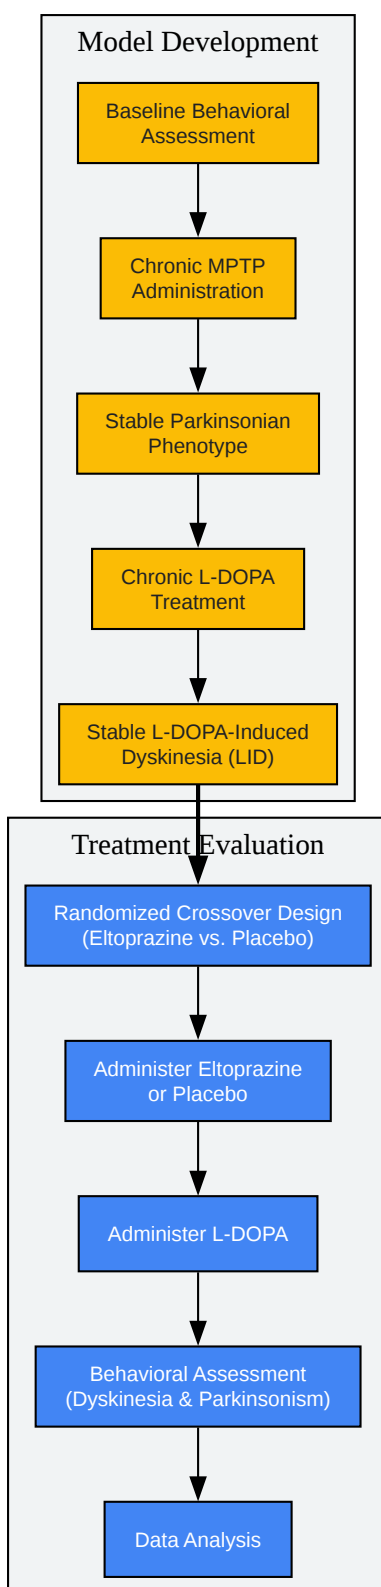 Model Development
Baseline Behavioral
Assessment
Chronic MPTP
Administration
Stable Parkinsonian
Phenotype
Chronic L-DOPA
Treatment
Stable L-DOPA-Induced
Dyskinesia (LID)
Treatment Evaluation
Randomized Crossover Design
(Eltoprazine vs. Placebo)
Administer Eltoprazine
or Placebo
Administer L-DOPA
Behavioral Assessment
(Dyskinesia & Parkinsonism)
Data Analysis